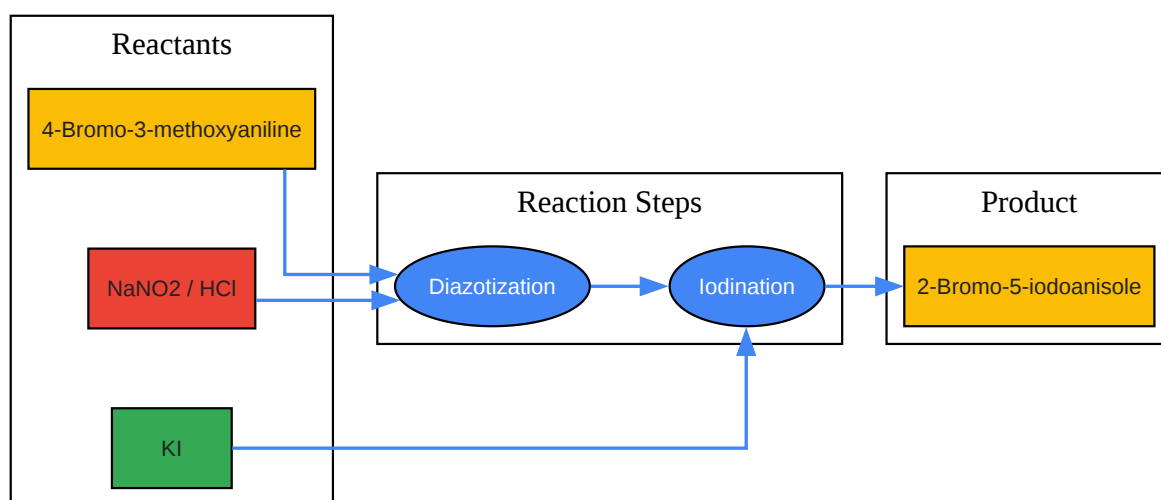 Reactants
4-Bromo-3-methoxyaniline
NaNO2 / HCl
KI
Reaction Steps
Diazotization
Iodination
Product
2-Bromo-5-iodoanisole